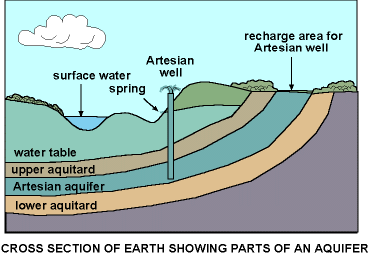 recharge area for
Artesian well
Artesian
well
surface water
spring
water table
upper aquitard
Artesian aquifer
lower aquitard
CROSS SECTION OF EARTH SHOWING PARTS OF AN AQUIFER